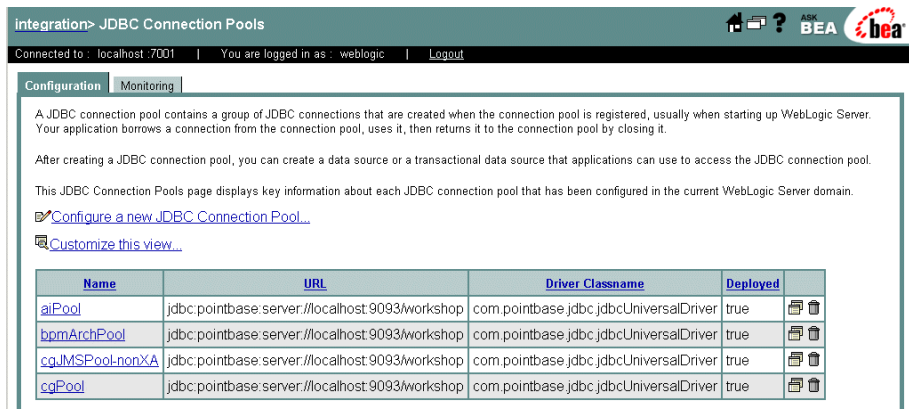 integration> JDBC Connection Pools
? ASK BEA bea
Connected to : localhost :7001 | You are logged in as : weblogic | Logout
Configuration Monitoring
A JDBC connection pool contains a group of JDBC connections that are created when the connection pool is registered, usually when starting up WebLogic Server.
Your application borrows a connection from the connection pool, uses it, then returns it to the connection pool by closing it.
After creating a JDBC connection pool, you can create a data source or a transactional data source that applications can use to access the JDBC connection pool.
This JDBC Connection Pools page displays key information about each JDBC connection pool that has been configured in the current WebLogic Server domain.
Configure a new JDBC Connection Pool...
Customize this view...
Name URL Driver Classname Deployed
aiPool jdbc:pointbase:server://localhost:9093/workshop com.pointbase.jdbc.jdbcUniversalDriver true
bpmArchPool jdbc:pointbase:server://localhost:9093/workshop com.pointbase.jdbc.jdbcUniversalDriver true
cgJMSPool-nonXA jdbc:pointbase:server://localhost:9093/workshop com.pointbase.jdbc.jdbcUniversalDriver true
cgPool jdbc:pointbase:server://localhost:9093/workshop com.pointbase.jdbc.jdbcUniversalDriver true